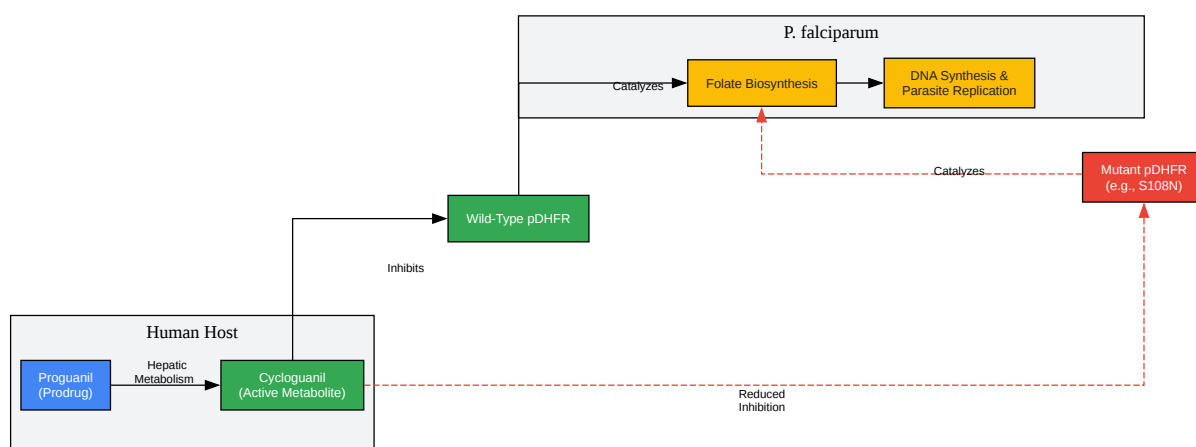 P. falciparum
Catalyzes
Folate Biosynthesis
DNA Synthesis &
Parasite Replication
Catalyzes
Mutant pDHFR
(e.g., S108N)
Wild-Type pDHFR
Inhibits
Human Host
Proguanil
(Prodrug)
Hepatic
Metabolism
Cycloguanil
(Active Metabolite)
Reduced
Inhibition